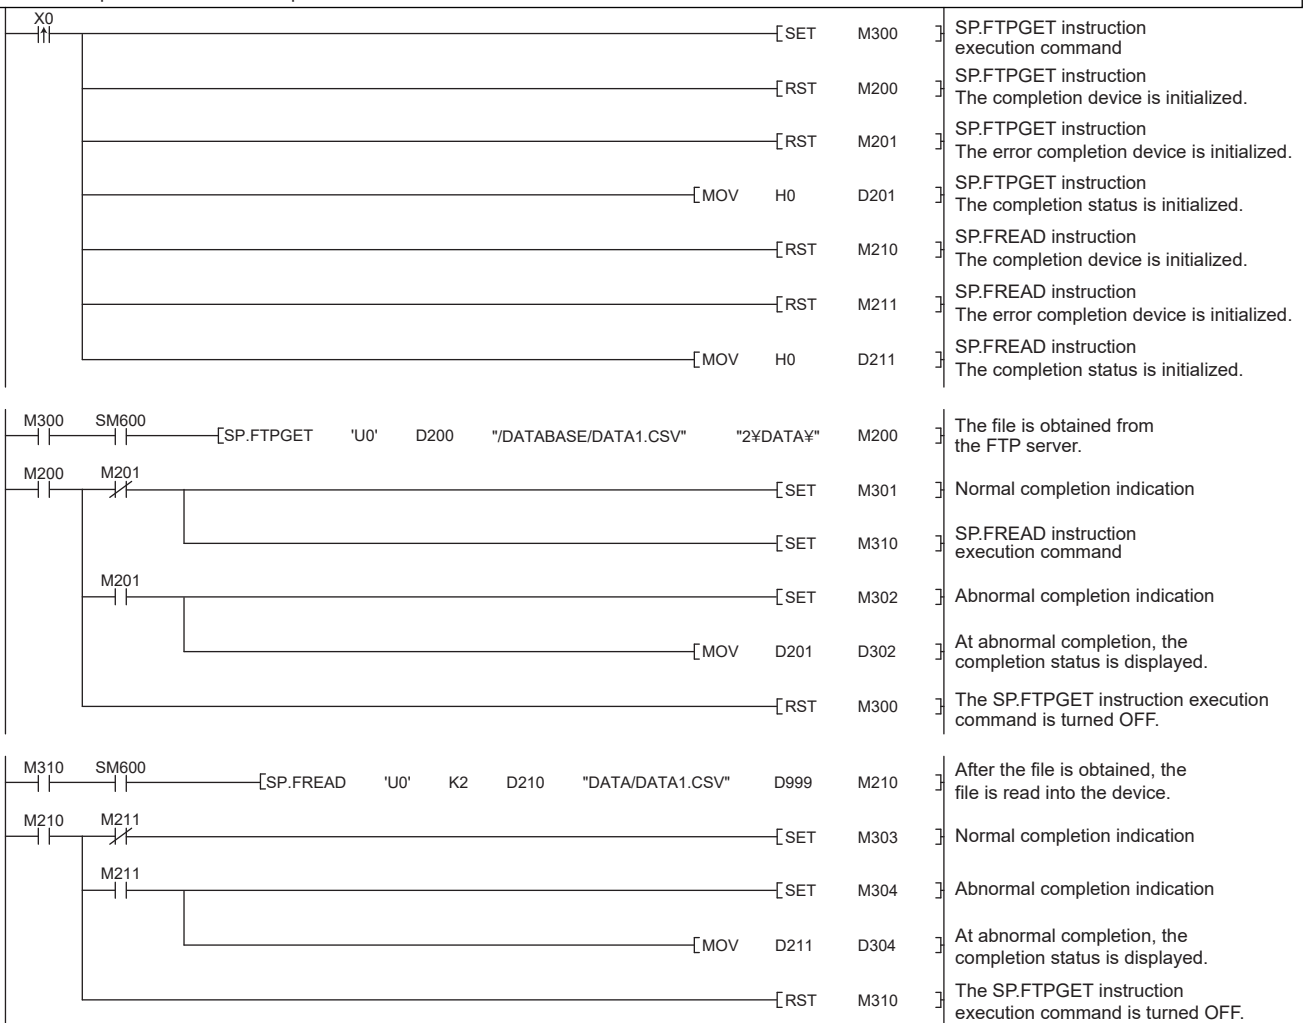 X0
SET M300
SP.FTPGET instruction
execution command
RST M200
SP.FTPGET instruction
The completion device is initialized.
RST M201
SP.FTPGET instruction
The error completion device is initialized.
MOV H0 D201
SP.FTPGET instruction
The completion status is initialized.
RST M210
SP.FREAD instruction
The completion device is initialized.
RST M211
SP.FREAD instruction
The error completion device is initialized.
MOV H0 D211
SP.FREAD instruction
The completion status is initialized.
M300 SM600
SP.FTPGET 'U0' D200 "/DATABASE/DATA1.CSV" "2¥DATA¥" M200
The file is obtained from
the FTP server.
M200 M201
SET M301
Normal completion indication
SET M310
SP.FREAD instruction
execution command
M201
SET M302
Abnormal completion indication
MOV D201 D302
At abnormal completion, the
completion status is displayed.
RST M300
The SP.FTPGET instruction execution
command is turned OFF.
M310 SM600
SP.FREAD 'U0' K2 D210 "DATA/DATA1.CSV" D999 M210
After the file is obtained, the
file is read into the device.
M210 M211
SET M303
Normal completion indication
M211
SET M304
Abnormal completion indication
MOV D211 D304
At abnormal completion, the
completion status is displayed.
RST M310
The SP.FTPGET instruction
execution command is turned OFF.